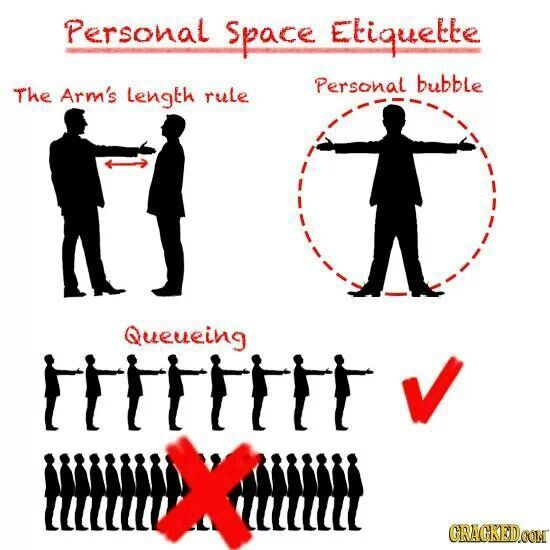 Personal Space Etiquette
The Arm's length rule
Personal bubble
Queueing
CRACKED.COM